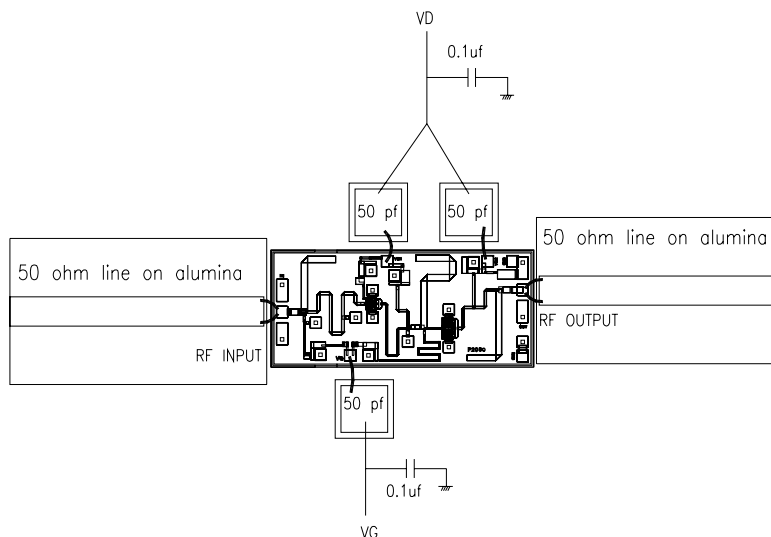 VD
0.1uf
50 pf
50 pf
50 ohm line on alumina
50 ohm line on alumina
RF INPUT
RF OUTPUT
50 pf
0.1uf
VG